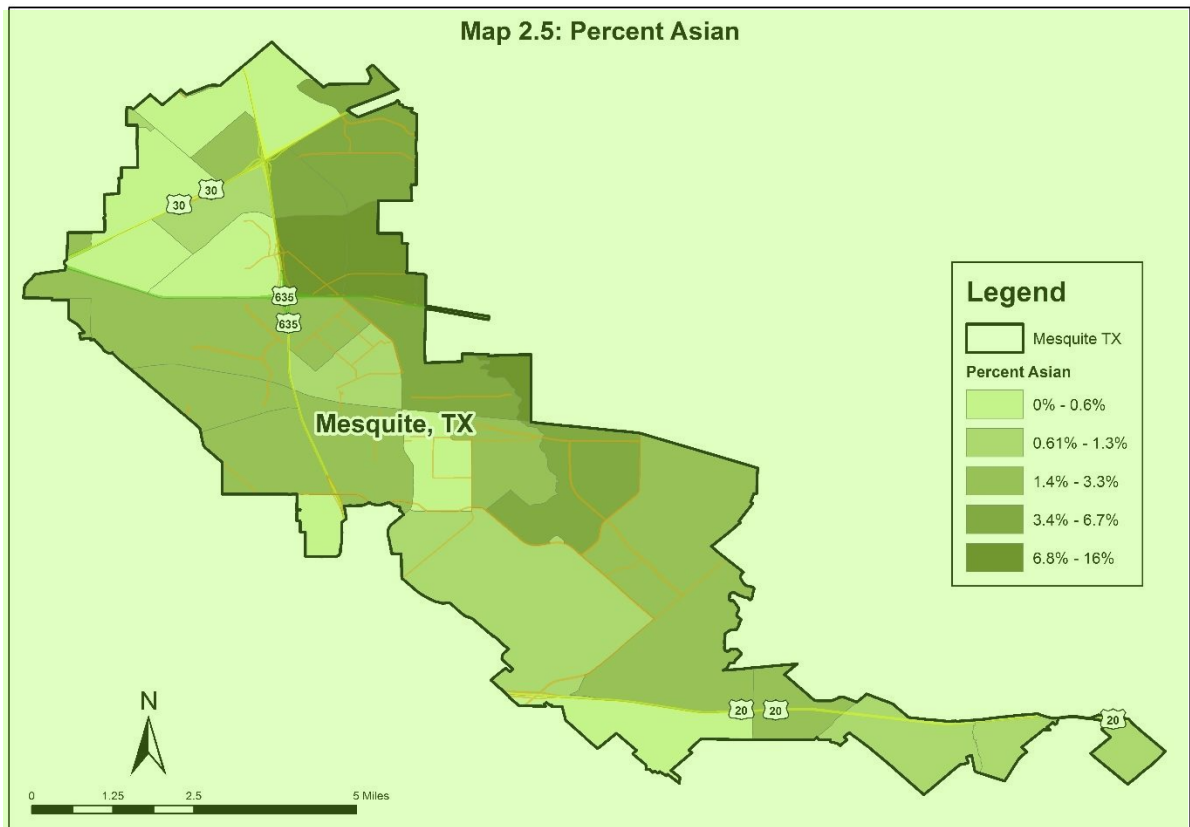 Map 2.5: Percent Asian
30
30
635
635
Mesquite, TX
Legend
Mesquite TX
Percent Asian
0% - 0.6%
0.61% - 1.3%
1.4% - 3.3%
3.4% - 6.7%
6.8% - 16%
20
20
20
N
0 1.25 2.5 5 Miles